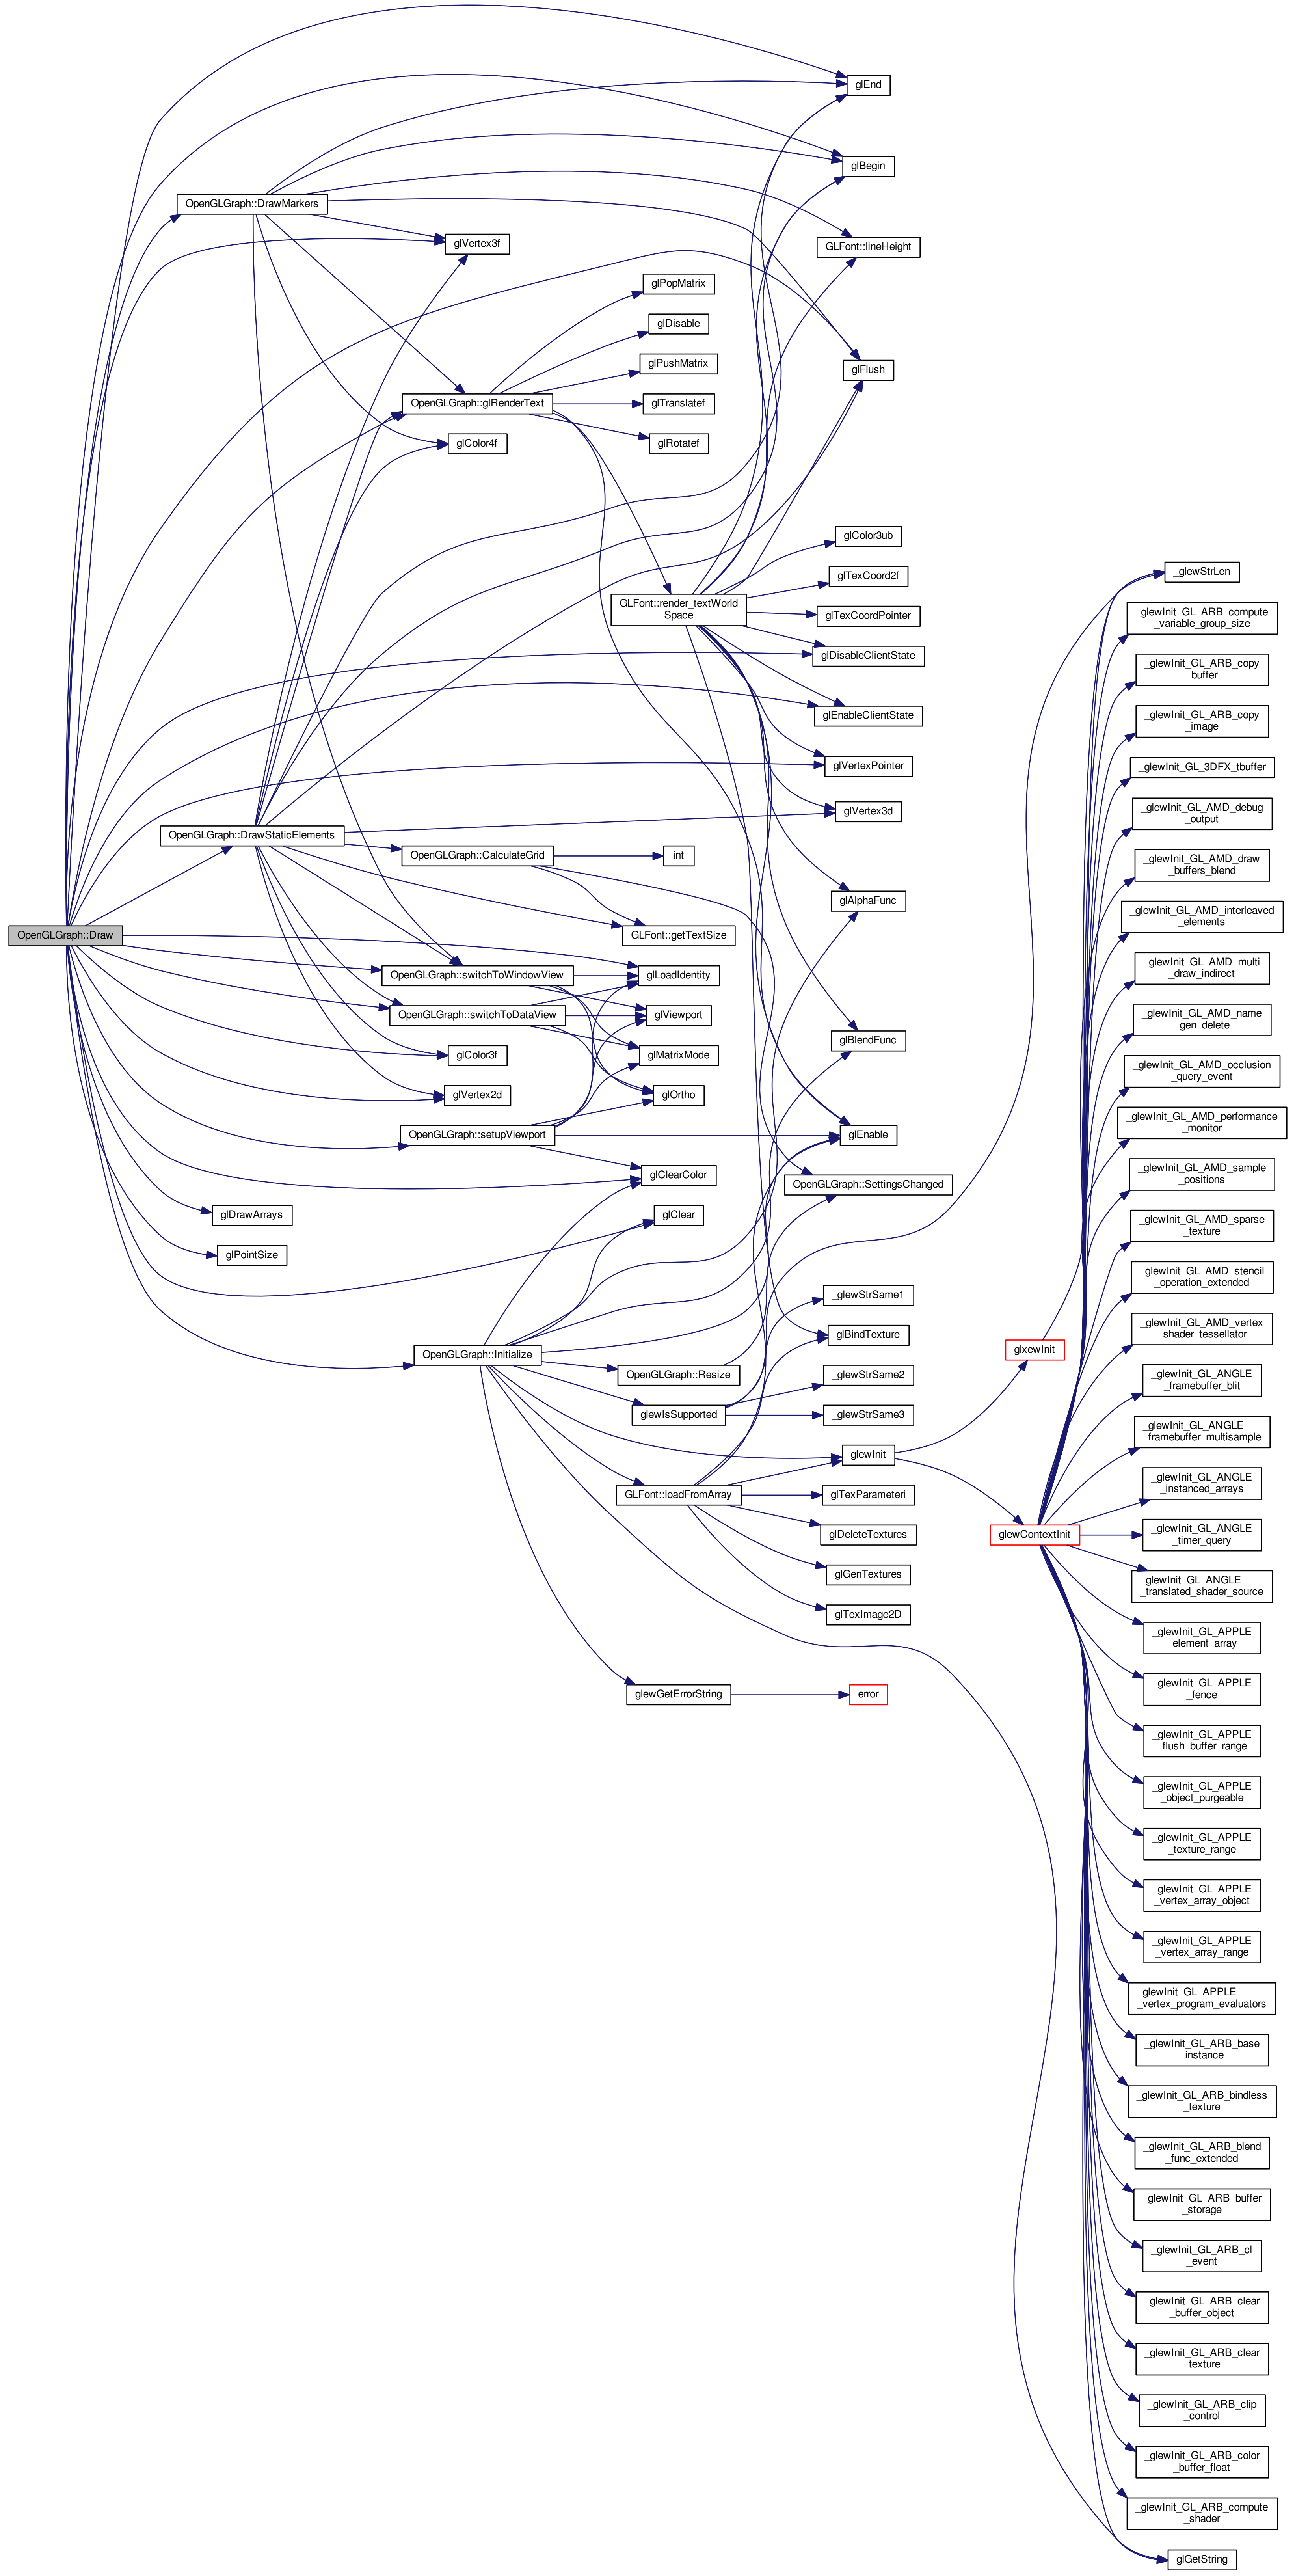 glEnd
glBegin
OpenGLGraph::DrawMarkers
glVertex3f
GLFont::lineHeight
glPopMatrix
glDisable
glPushMatrix
glFlush
OpenGLGraph::glRenderText
glTranslatef
glColor4f
glRotatef
glColor3ub
_glewStrLen
glTexCoord2f
GLFont::render_textWorld
Space
glTexCoordPointer
_glewInit_GL_ARB_compute
_variable_group_size
glDisableClientState
_glewInit_GL_ARB_copy
_buffer
glEnableClientState
_glewInit_GL_ARB_copy
_image
glVertexPointer
_glewInit_GL_3DFX_tbuffer
glVertex3d
_glewInit_GL_AMD_debug
_output
OpenGLGraph::DrawStaticElements
OpenGLGraph::CalculateGrid
int
_glewInit_GL_AMD_draw
_buffers_blend
glAlphaFunc
_glewInit_GL_AMD_interleaved
_elements
OpenGLGraph::Draw
GLFont::getTextSize
OpenGLGraph::switchToWindowView
glLoadIdentity
_glewInit_GL_AMD_multi
_draw_indirect
OpenGLGraph::switchToDataView
glViewport
_glewInit_GL_AMD_name
_gen_delete
glBlendFunc
glColor3f
glMatrixMode
_glewInit_GL_AMD_occlusion
_query_event
glVertex2d
glOrtho
_glewInit_GL_AMD_performance
_monitor
OpenGLGraph::setupViewport
glEnable
glClearColor
OpenGLGraph::SettingsChanged
_glewInit_GL_AMD_sample
_positions
glDrawArrays
glClear
_glewInit_GL_AMD_sparse
_texture
glPointSize
_glewInit_GL_AMD_stencil
_operation_extended
_glewStrSame1
glBindTexture
_glewInit_GL_AMD_vertex
_shader_tessellator
glxewInit
OpenGLGraph::Initialize
OpenGLGraph::Resize
_glewStrSame2
_glewInit_GL_ANGLE
_framebuffer_blit
glewIsSupported
_glewStrSame3
_glewInit_GL_ANGLE
_framebuffer_multisample
glewInit
GLFont::loadFromArray
glTexParameteri
_glewInit_GL_ANGLE
_instanced_arrays
glDeleteTextures
glewContextInit
_glewInit_GL_ANGLE
_timer_query
glGenTextures
_glewInit_GL_ANGLE
_translated_shader_source
glTexImage2D
_glewInit_GL_APPLE
_element_array
glewGetErrorString
error
_glewInit_GL_APPLE
_fence
_glewInit_GL_APPLE
_flush_buffer_range
_glewInit_GL_APPLE
_object_purgeable
_glewInit_GL_APPLE
_texture_range
_glewInit_GL_APPLE
_vertex_array_object
_glewInit_GL_APPLE
_vertex_array_range
_glewInit_GL_APPLE
_vertex_program_evaluators
_glewInit_GL_ARB_base
_instance
_glewInit_GL_ARB_bindless
_texture
_glewInit_GL_ARB_blend
_func_extended
_glewInit_GL_ARB_buffer
_storage
_glewInit_GL_ARB_cl
_event
_glewInit_GL_ARB_clear
_buffer_object
_glewInit_GL_ARB_clear
_texture
_glewInit_GL_ARB_clip
_control
_glewInit_GL_ARB_color
_buffer_float
_glewInit_GL_ARB_compute
_shader
glGetString